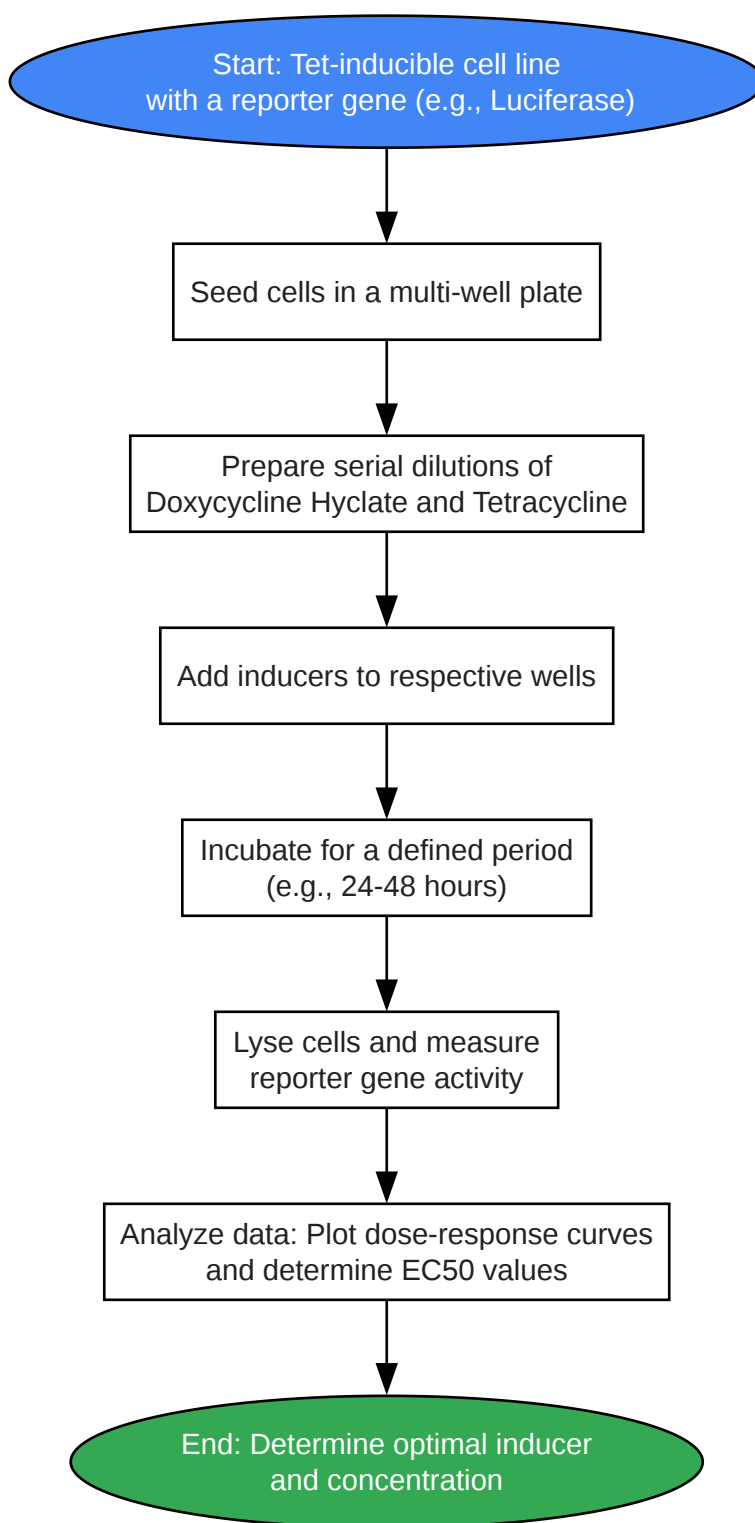 Start: Tet-inducible cell line
with a reporter gene (e.g., Luciferase)
Seed cells in a multi-well plate
Prepare serial dilutions of
Doxycycline Hyclate and Tetracycline
Add inducers to respective wells
Incubate for a defined period
(e.g., 24-48 hours)
Lyse cells and measure
reporter gene activity
Analyze data: Plot dose-response curves
and determine EC50 values
End: Determine optimal inducer
and concentration